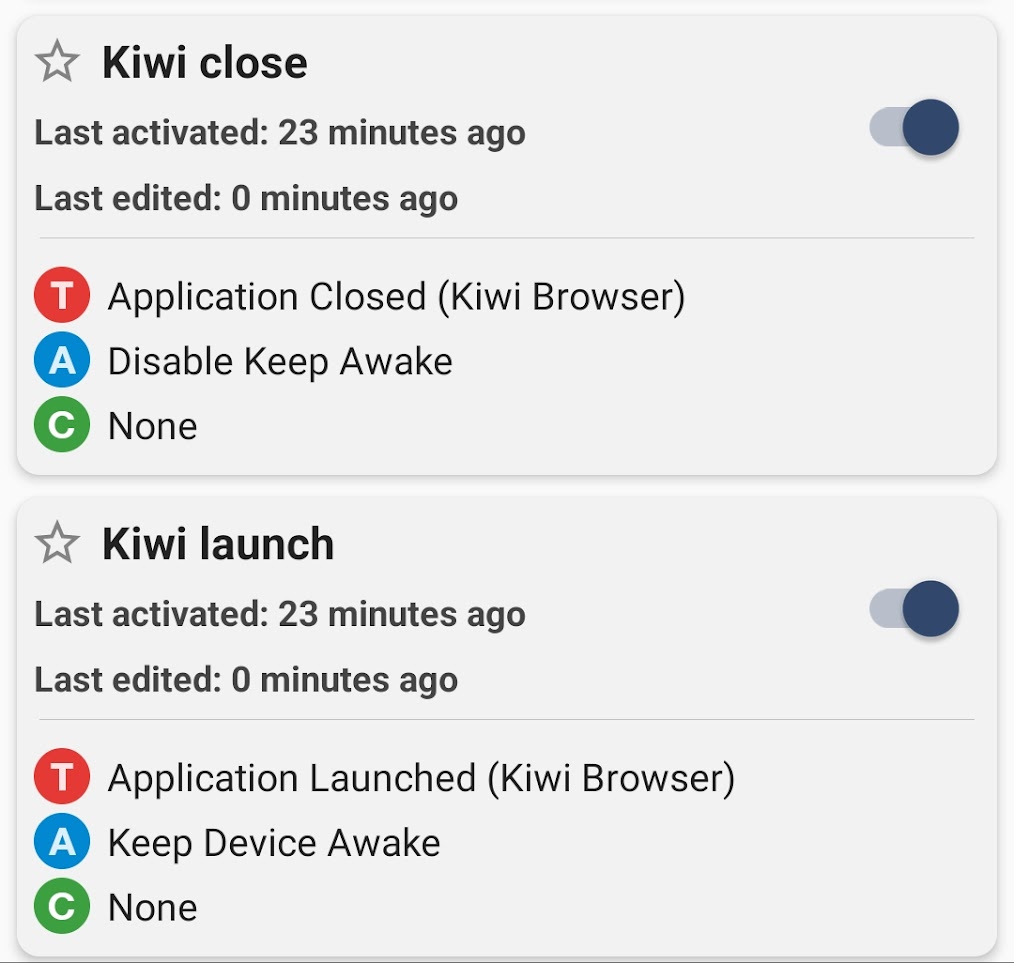 Kiwi close
Last activated: 23 minutes ago
Last edited: 0 minutes ago
T Application Closed (Kiwi Browser)
A Disable Keep Awake
C None
Kiwi launch
Last activated: 23 minutes ago
Last edited: 0 minutes ago
T Application Launched (Kiwi Browser)
A Keep Device Awake
C None